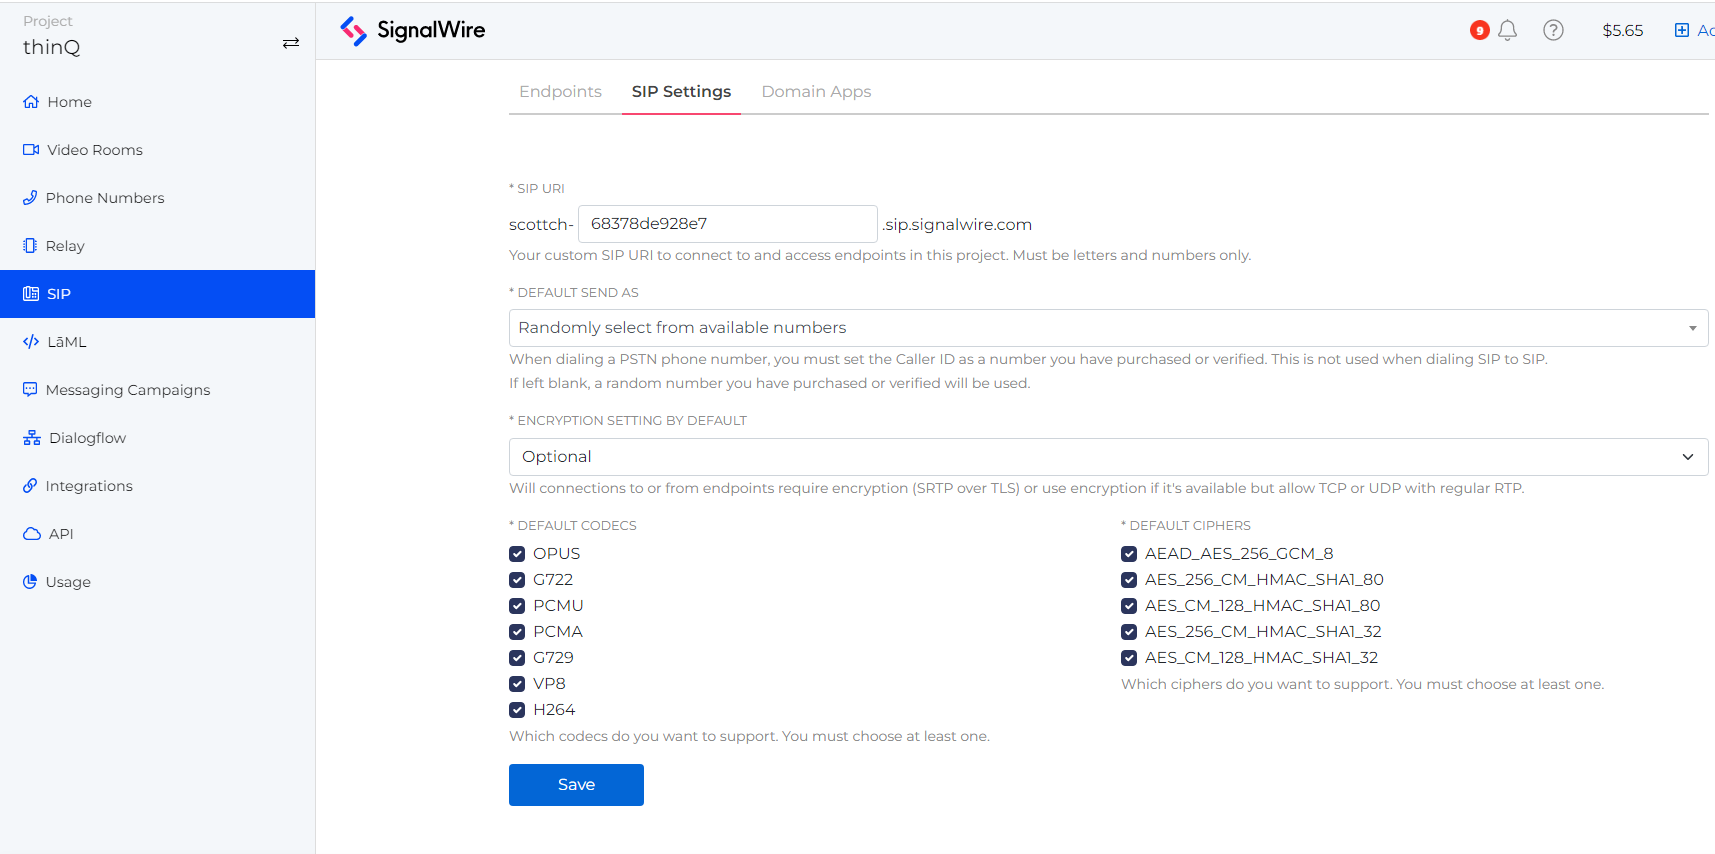 Project
thinQ
SignalWire
9
$5.65
Home
Video Rooms
Phone Numbers
Relay
SIP
LāML
Messaging Campaigns
Dialogflow
Integrations
API
Usage
Endpoints SIP Settings Domain Apps
* SIP URI
scottch- 68378de928e7 .sip.signalwire.com
Your custom SIP URI to connect to and access endpoints in this project. Must be letters and numbers only.
* DEFAULT SEND AS
Randomly select from available numbers
When dialing a PSTN phone number, you must set the Caller ID as a number you have purchased or verified. This is not used when dialing SIP to SIP.
If left blank, a random number you have purchased or verified will be used.
* ENCRYPTION SETTING BY DEFAULT
Optional
Will connections to or from endpoints require encryption (SRTP over TLS) or use encryption if it's available but allow TCP or UDP with regular RTP.
* DEFAULT CODECS
OPUS
G722
PCMU
PCMA
G729
VP8
H264
Which codecs do you want to support. You must choose at least one.
* DEFAULT CIPHERS
AEAD_AES_256_GCM_8
AES_256_CM_HMAC_SHA1_80
AES_CM_128_HMAC_SHA1_80
AES_256_CM_HMAC_SHA1_32
AES_CM_128_HMAC_SHA1_32
Which ciphers do you want to support. You must choose at least one.
Save